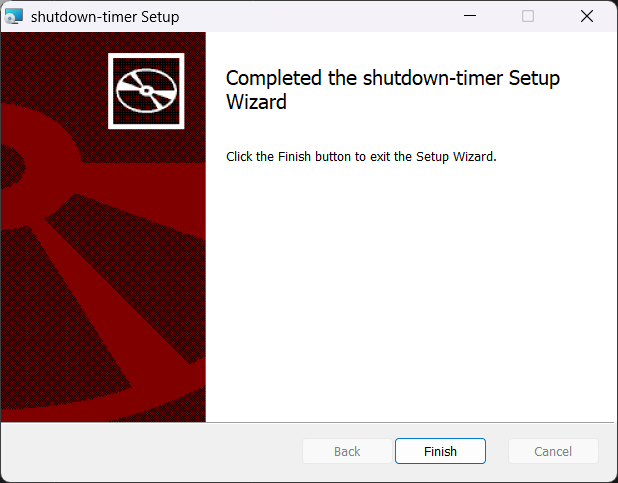 shutdown-timer Setup
Completed the shutdown-timer Setup
Wizard
Click the Finish button to exit the Setup Wizard.
Back
Finish
Cancel